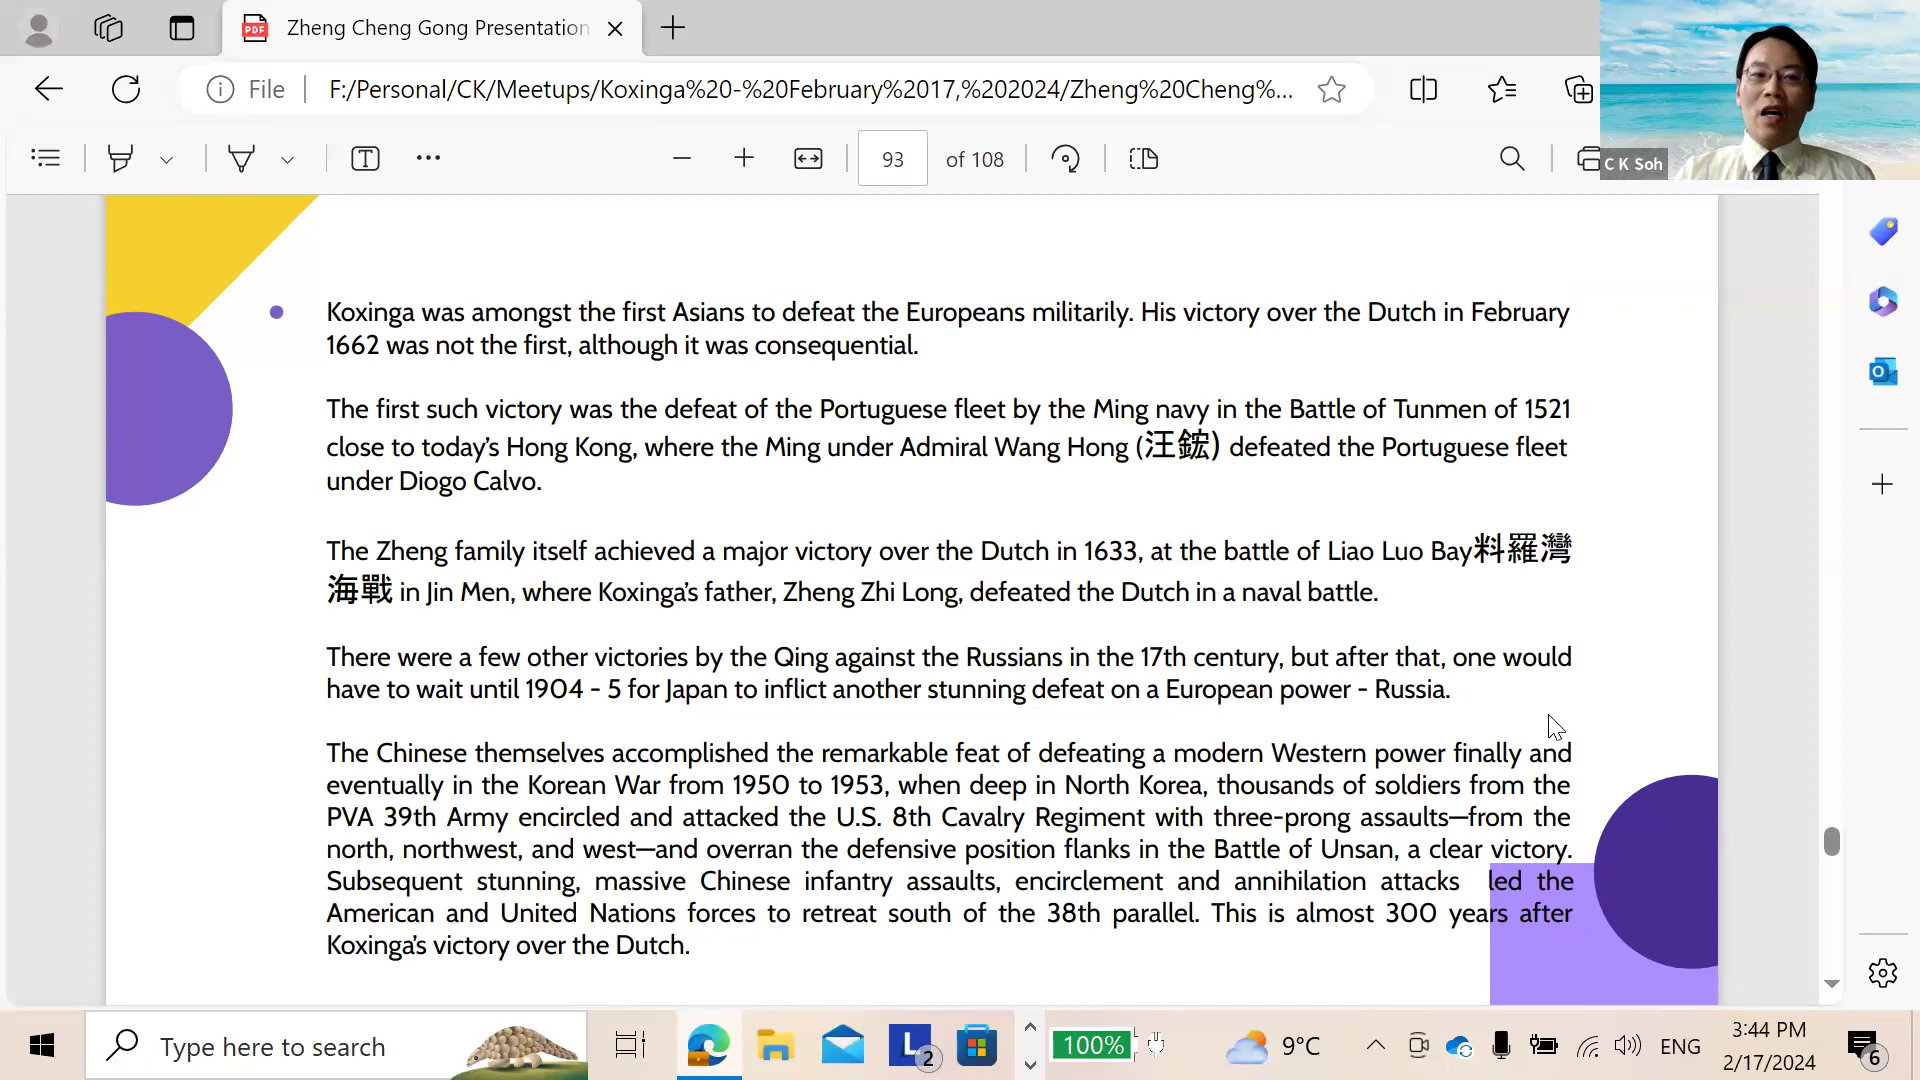 Zheng Cheng Gong Presentation
File
F:/Personal/CK/Meetups/Koxinga%20-%20February%2017,%202024/Zheng%20Cheng%...
93 of 108
C K Soh
Koxinga was amongst the first Asians to defeat the Europeans militarily. His victory over the Dutch in February
1662 was not the first, although it was consequential.
The first such victory was the defeat of the Portuguese fleet by the Ming navy in the Battle of Tunmen of 1521
close to today's Hong Kong, where the Ming under Admiral Wang Hong (汪鋐) defeated the Portuguese fleet
under Diogo Calvo.
The Zheng family itself achieved a major victory over the Dutch in 1633, at the battle of Liao Luo Bay料羅灣
海戰 in Jin Men, where Koxinga's father, Zheng Zhi Long, defeated the Dutch in a naval battle.
There were a few other victories by the Qing against the Russians in the 17th century, but after that, one would
have to wait until 1904 - 5 for Japan to inflict another stunning defeat on a European power - Russia.
The Chinese themselves accomplished the remarkable feat of defeating a modern Western power finally and
eventually in the Korean War from 1950 to 1953, when deep in North Korea, thousands of soldiers from the
PVA 39th Army encircled and attacked the U.S. 8th Cavalry Regiment with three-prong assaults—from the
north, northwest, and west—and overran the defensive position flanks in the Battle of Unsan, a clear victory.
Subsequent stunning, massive Chinese infantry assaults, encirclement and annihilation attacks led the
American and United Nations forces to retreat south of the 38th parallel. This is almost 300 years after
Koxinga's victory over the Dutch.
Type here to search
L 2
100%
9°C
ENG
3:44 PM
2/17/2024
6